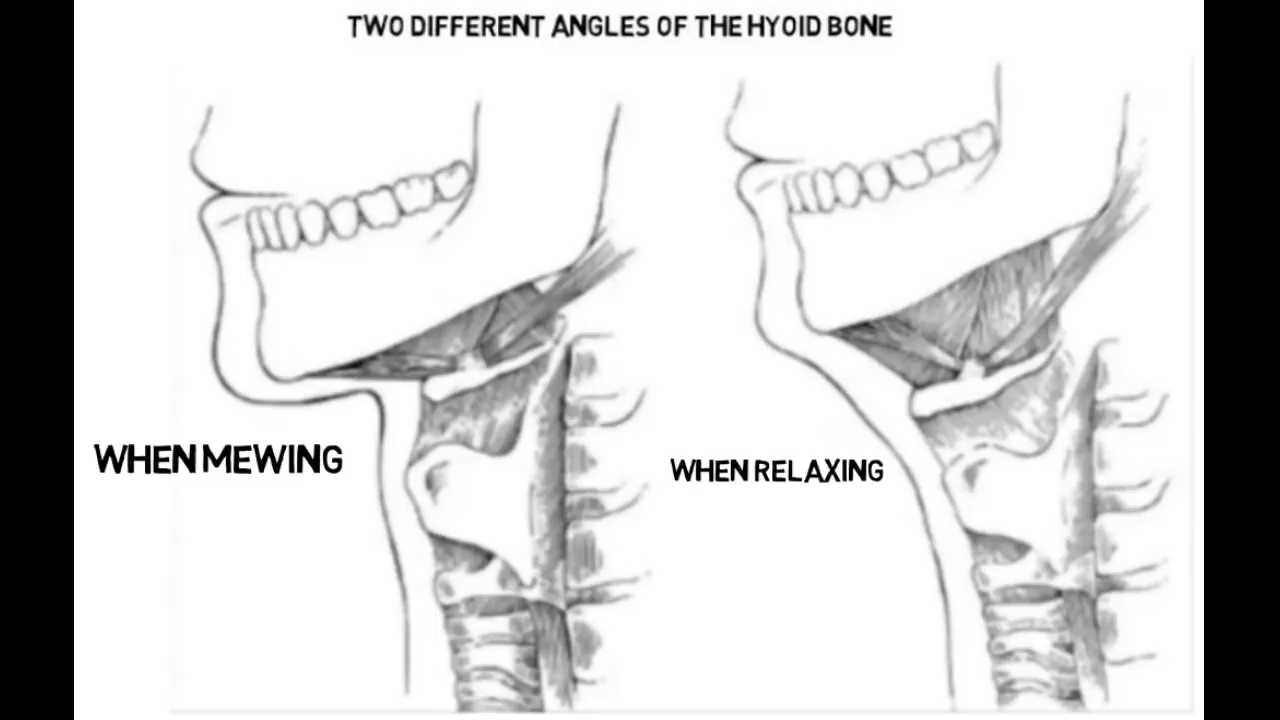 TWO DIFFERENT ANGLES OF THE HYOID BONE
WHEN MEWING
WHEN RELAXING